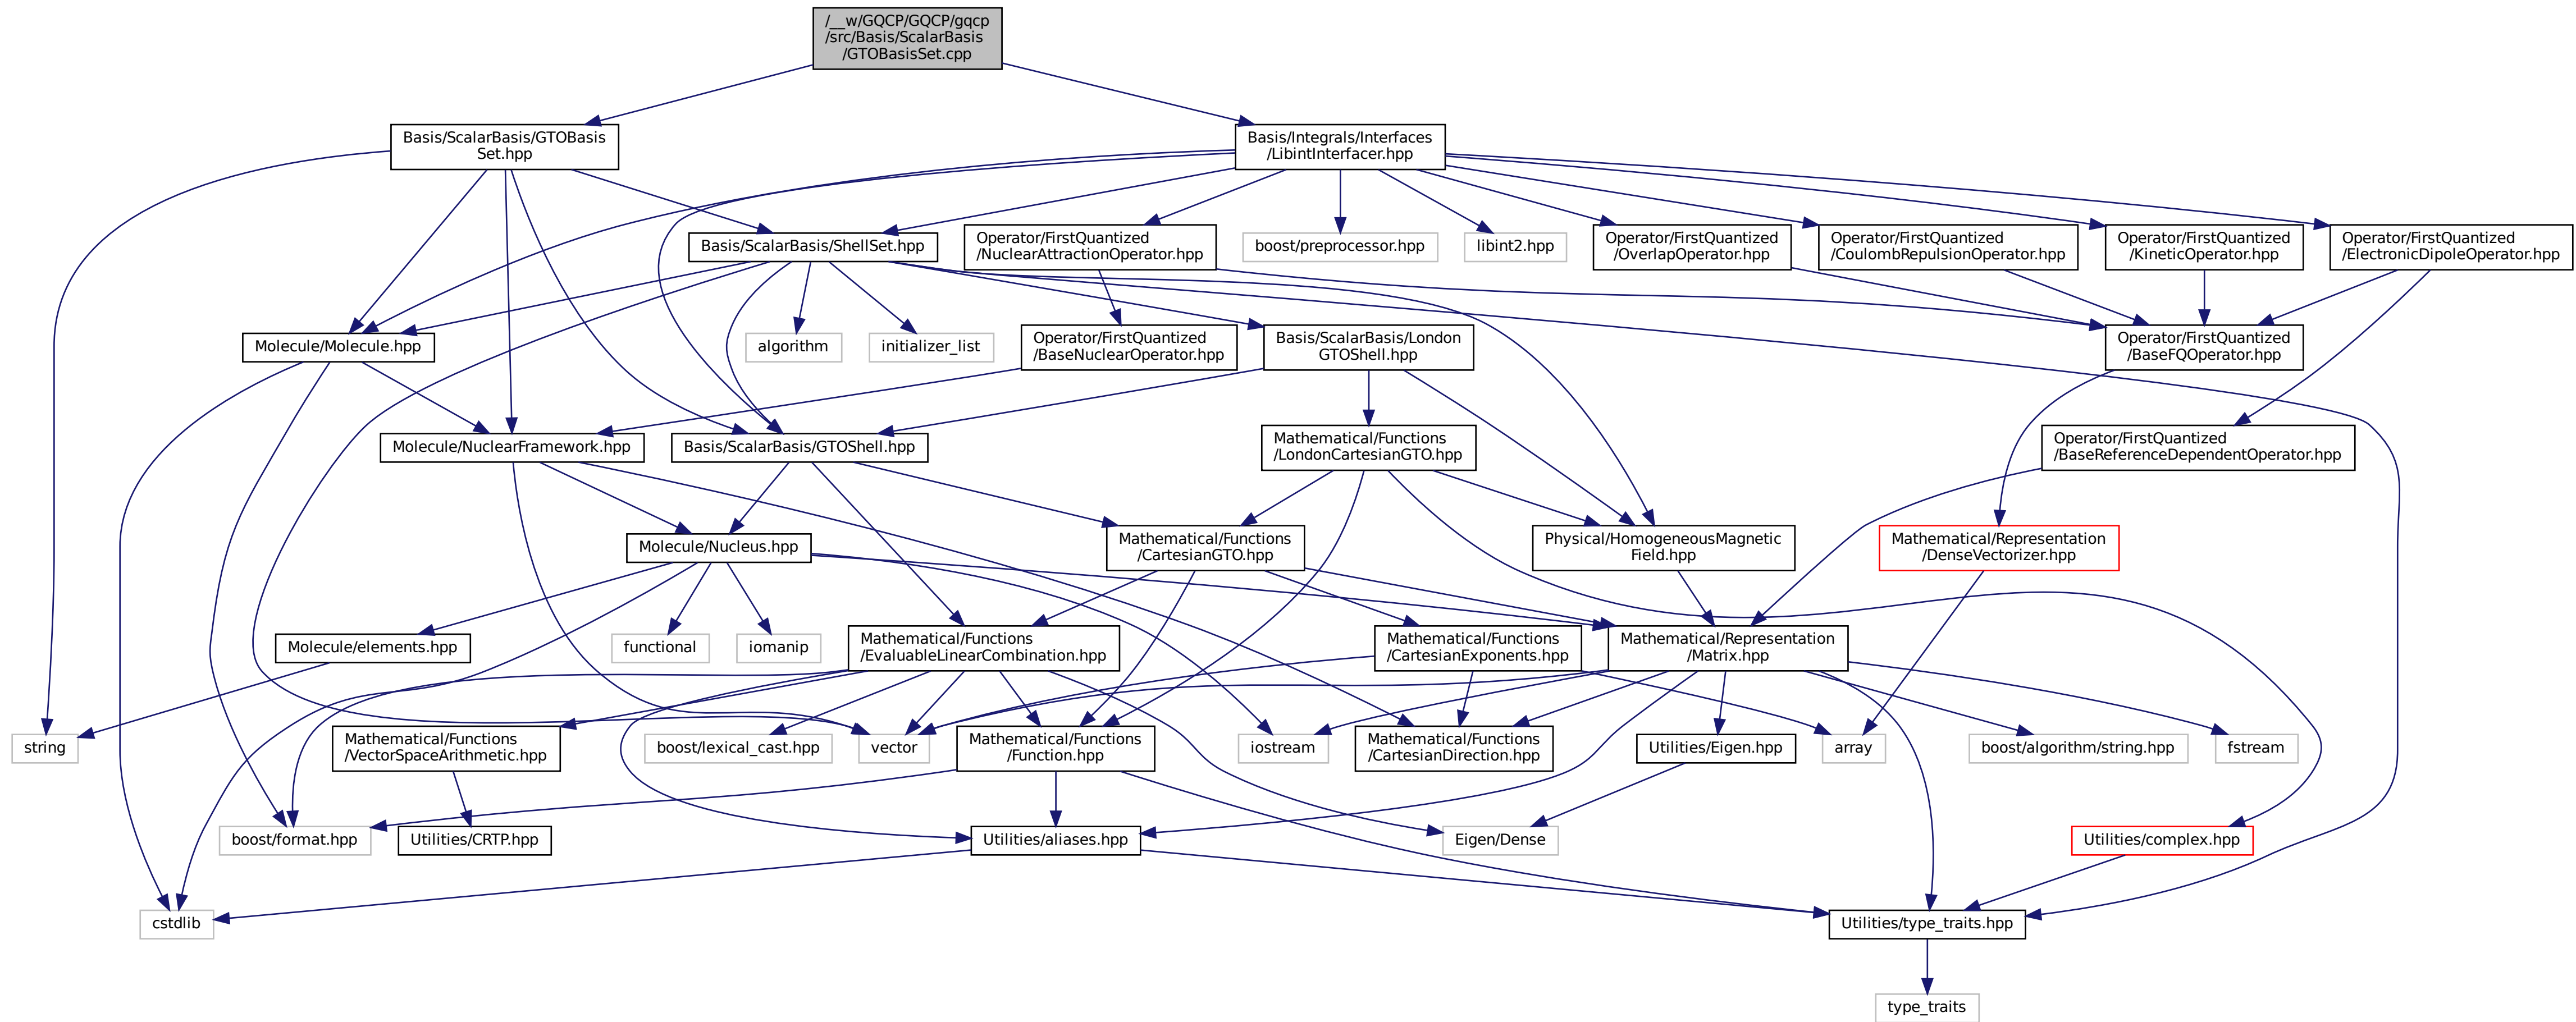 /__w/GQCP/GQCP/gqcp
/src/Basis/ScalarBasis
/GTOBasisSet.cpp
Basis/ScalarBasis/GTOBasis
Set.hpp
Basis/Integrals/Interfaces
/LibintInterfacer.hpp
Basis/ScalarBasis/ShellSet.hpp
Operator/FirstQuantized
/NuclearAttractionOperator.hpp
boost/preprocessor.hpp
libint2.hpp
Operator/FirstQuantized
/OverlapOperator.hpp
Operator/FirstQuantized
/CoulombRepulsionOperator.hpp
Operator/FirstQuantized
/KineticOperator.hpp
Operator/FirstQuantized
/ElectronicDipoleOperator.hpp
Molecule/Molecule.hpp
algorithm
initializer_list
Operator/FirstQuantized
/BaseNuclearOperator.hpp
Basis/ScalarBasis/London
GTOShell.hpp
Operator/FirstQuantized
/BaseFQOperator.hpp
Molecule/NuclearFramework.hpp
Basis/ScalarBasis/GTOShell.hpp
Mathematical/Functions
/LondonCartesianGTO.hpp
Operator/FirstQuantized
/BaseReferenceDependentOperator.hpp
Molecule/Nucleus.hpp
Mathematical/Functions
/CartesianGTO.hpp
Physical/HomogeneousMagnetic
Field.hpp
Mathematical/Representation
/DenseVectorizer.hpp
Molecule/elements.hpp
functional
iomanip
Mathematical/Functions
/EvaluableLinearCombination.hpp
Mathematical/Functions
/CartesianExponents.hpp
Mathematical/Representation
/Matrix.hpp
string
Mathematical/Functions
/VectorSpaceArithmetic.hpp
boost/lexical_cast.hpp
vector
Mathematical/Functions
/Function.hpp
iostream
Mathematical/Functions
/CartesianDirection.hpp
Utilities/Eigen.hpp
array
boost/algorithm/string.hpp
fstream
boost/format.hpp
Utilities/CRTP.hpp
Utilities/aliases.hpp
Eigen/Dense
Utilities/complex.hpp
cstdlib
Utilities/type_traits.hpp
type_traits